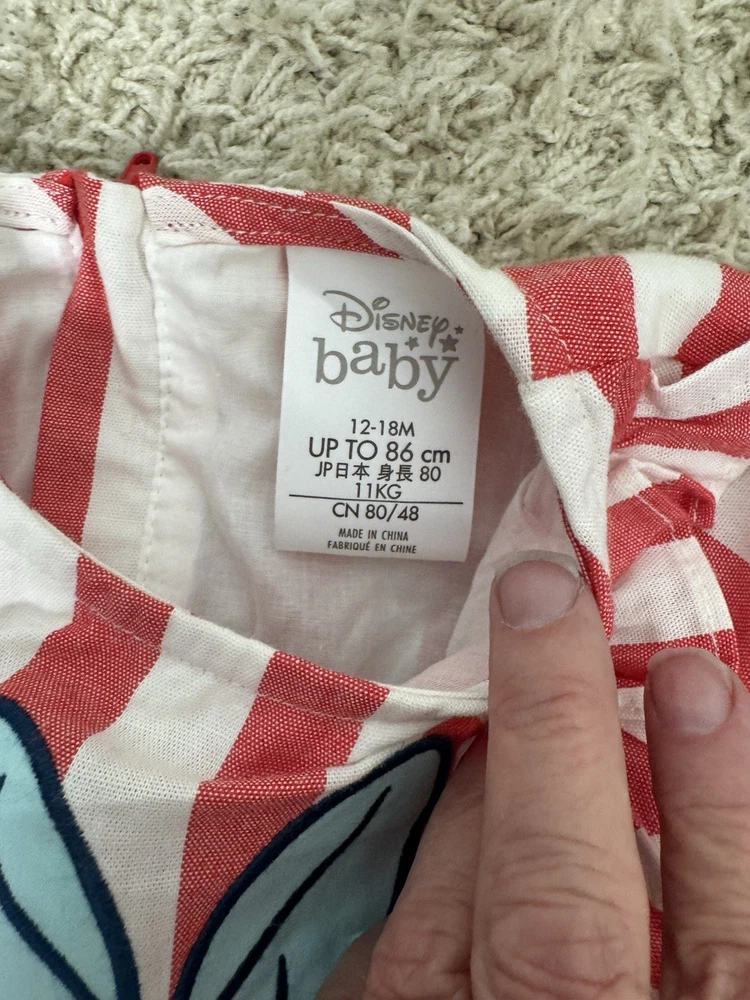 Disney
baby
12-18M
UP TO 86 cm
JP日本 身長 80
11KG
CN 80/48
MADE IN CHINA
FABRIQUÉ EN CHINE